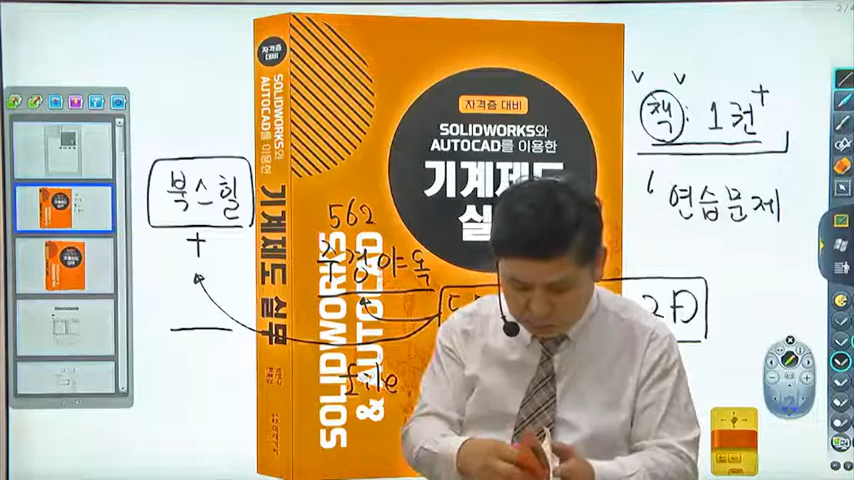 자격증
대비
SOLIDWORKS와
AUTOCAD를 이용한
기계제도 실무
SOLIDWORKS
& AUTOCAD
자격증 대비
SOLIDWORKS와
AUTOCAD를 이용한
기계제도
실
북스힐
+
562
File
2D
책 : 1권+
연습문제
2/4